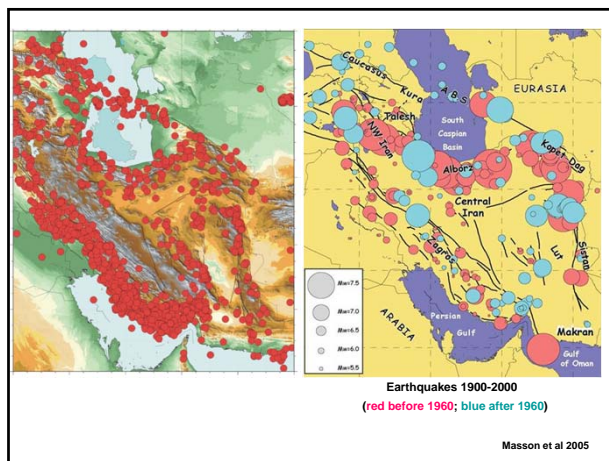 Caucasus
Kura
A.B.S
EURASIA
Talesh
South
Caspian
Basin
NW Iran
Kopeh Dag
Alborz
Central
Iran
Zagros
Lut
Sistan
Mw=7.5
Mw=7.0
Mw=6.5
Mw=6.0
Mw=5.5
ARABIA
Persian
Gulf
Makran
Gulf
of Oman
Earthquakes 1900-2000
(red before 1960; blue after 1960)
Masson et al 2005